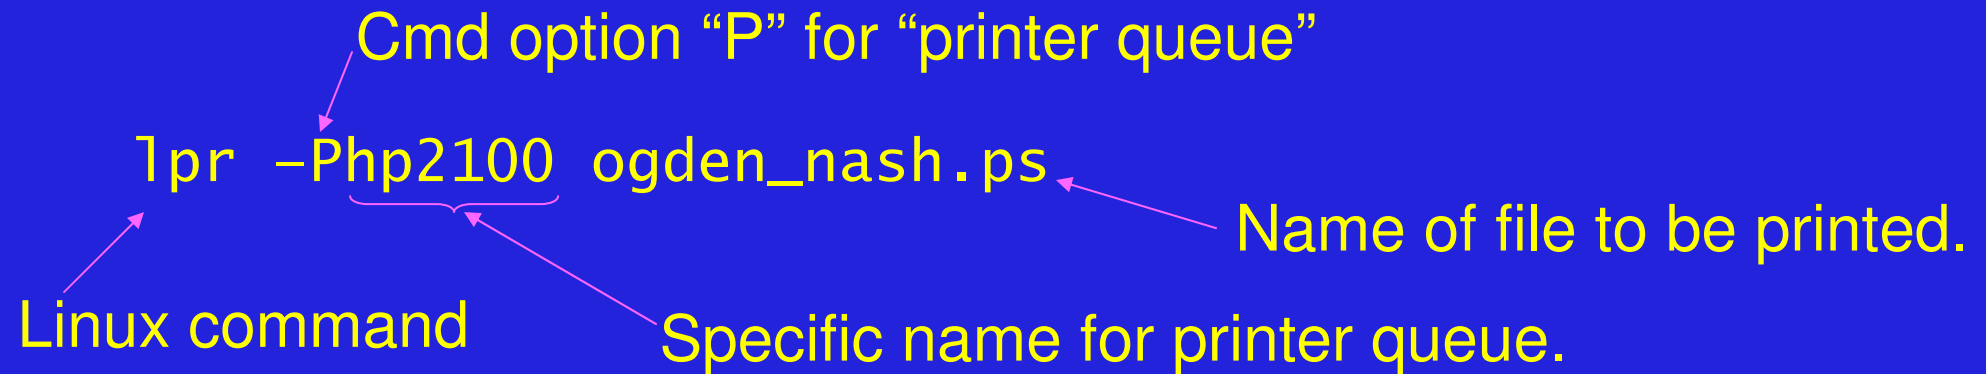 Cmd option “P” for “printer queue”
lpr –Php2100 ogden_nash.ps
Name of file to be printed.
Linux command
Specific name for printer queue.